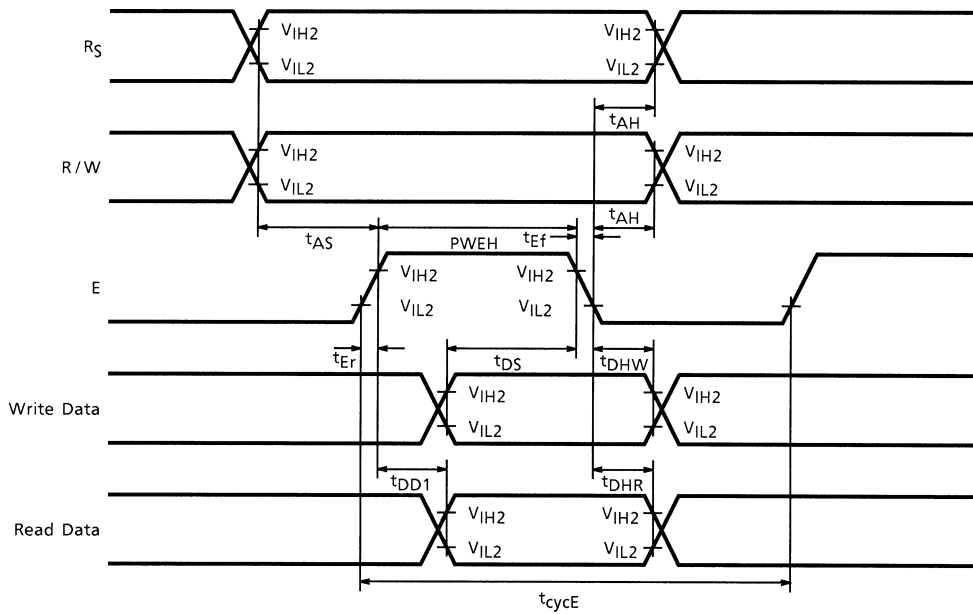 RS
VIH2
VIH2
VIL2
VIL2
tAH
R / W
VIH2
VIH2
VIL2
VIL2
tAS
tEf
tAH
PWEH
E
VIH2
VIH2
VIL2
VIL2
tEr
tDS
tDHW
Write Data
VIH2
VIH2
VIL2
VIL2
tDD1
tDHR
Read Data
VIH2
VIH2
VIL2
VIL2
tcycE